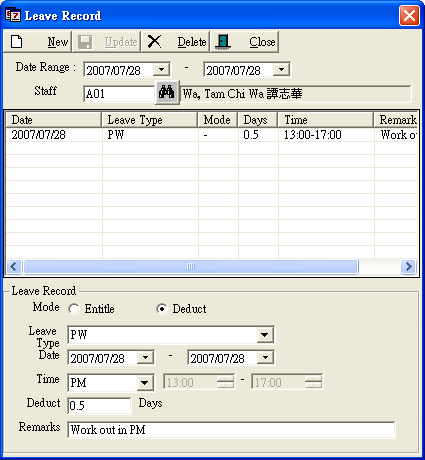 Leave Record
New Update Delete Close
Date Range : 2007/07/28 - 2007/07/28
Staff A01 Wa, Tam Chi Wa 譚志華
Date Leave Type Mode Days Time Remark
2007/07/28 PW - 0.5 13:00-17:00 Work o
Leave Record
Mode Entitle Deduct
Leave Type PW
Date 2007/07/28 - 2007/07/28
Time PM 13:00 - 17:00
Deduct 0.5 Days
Remarks Work out in PM